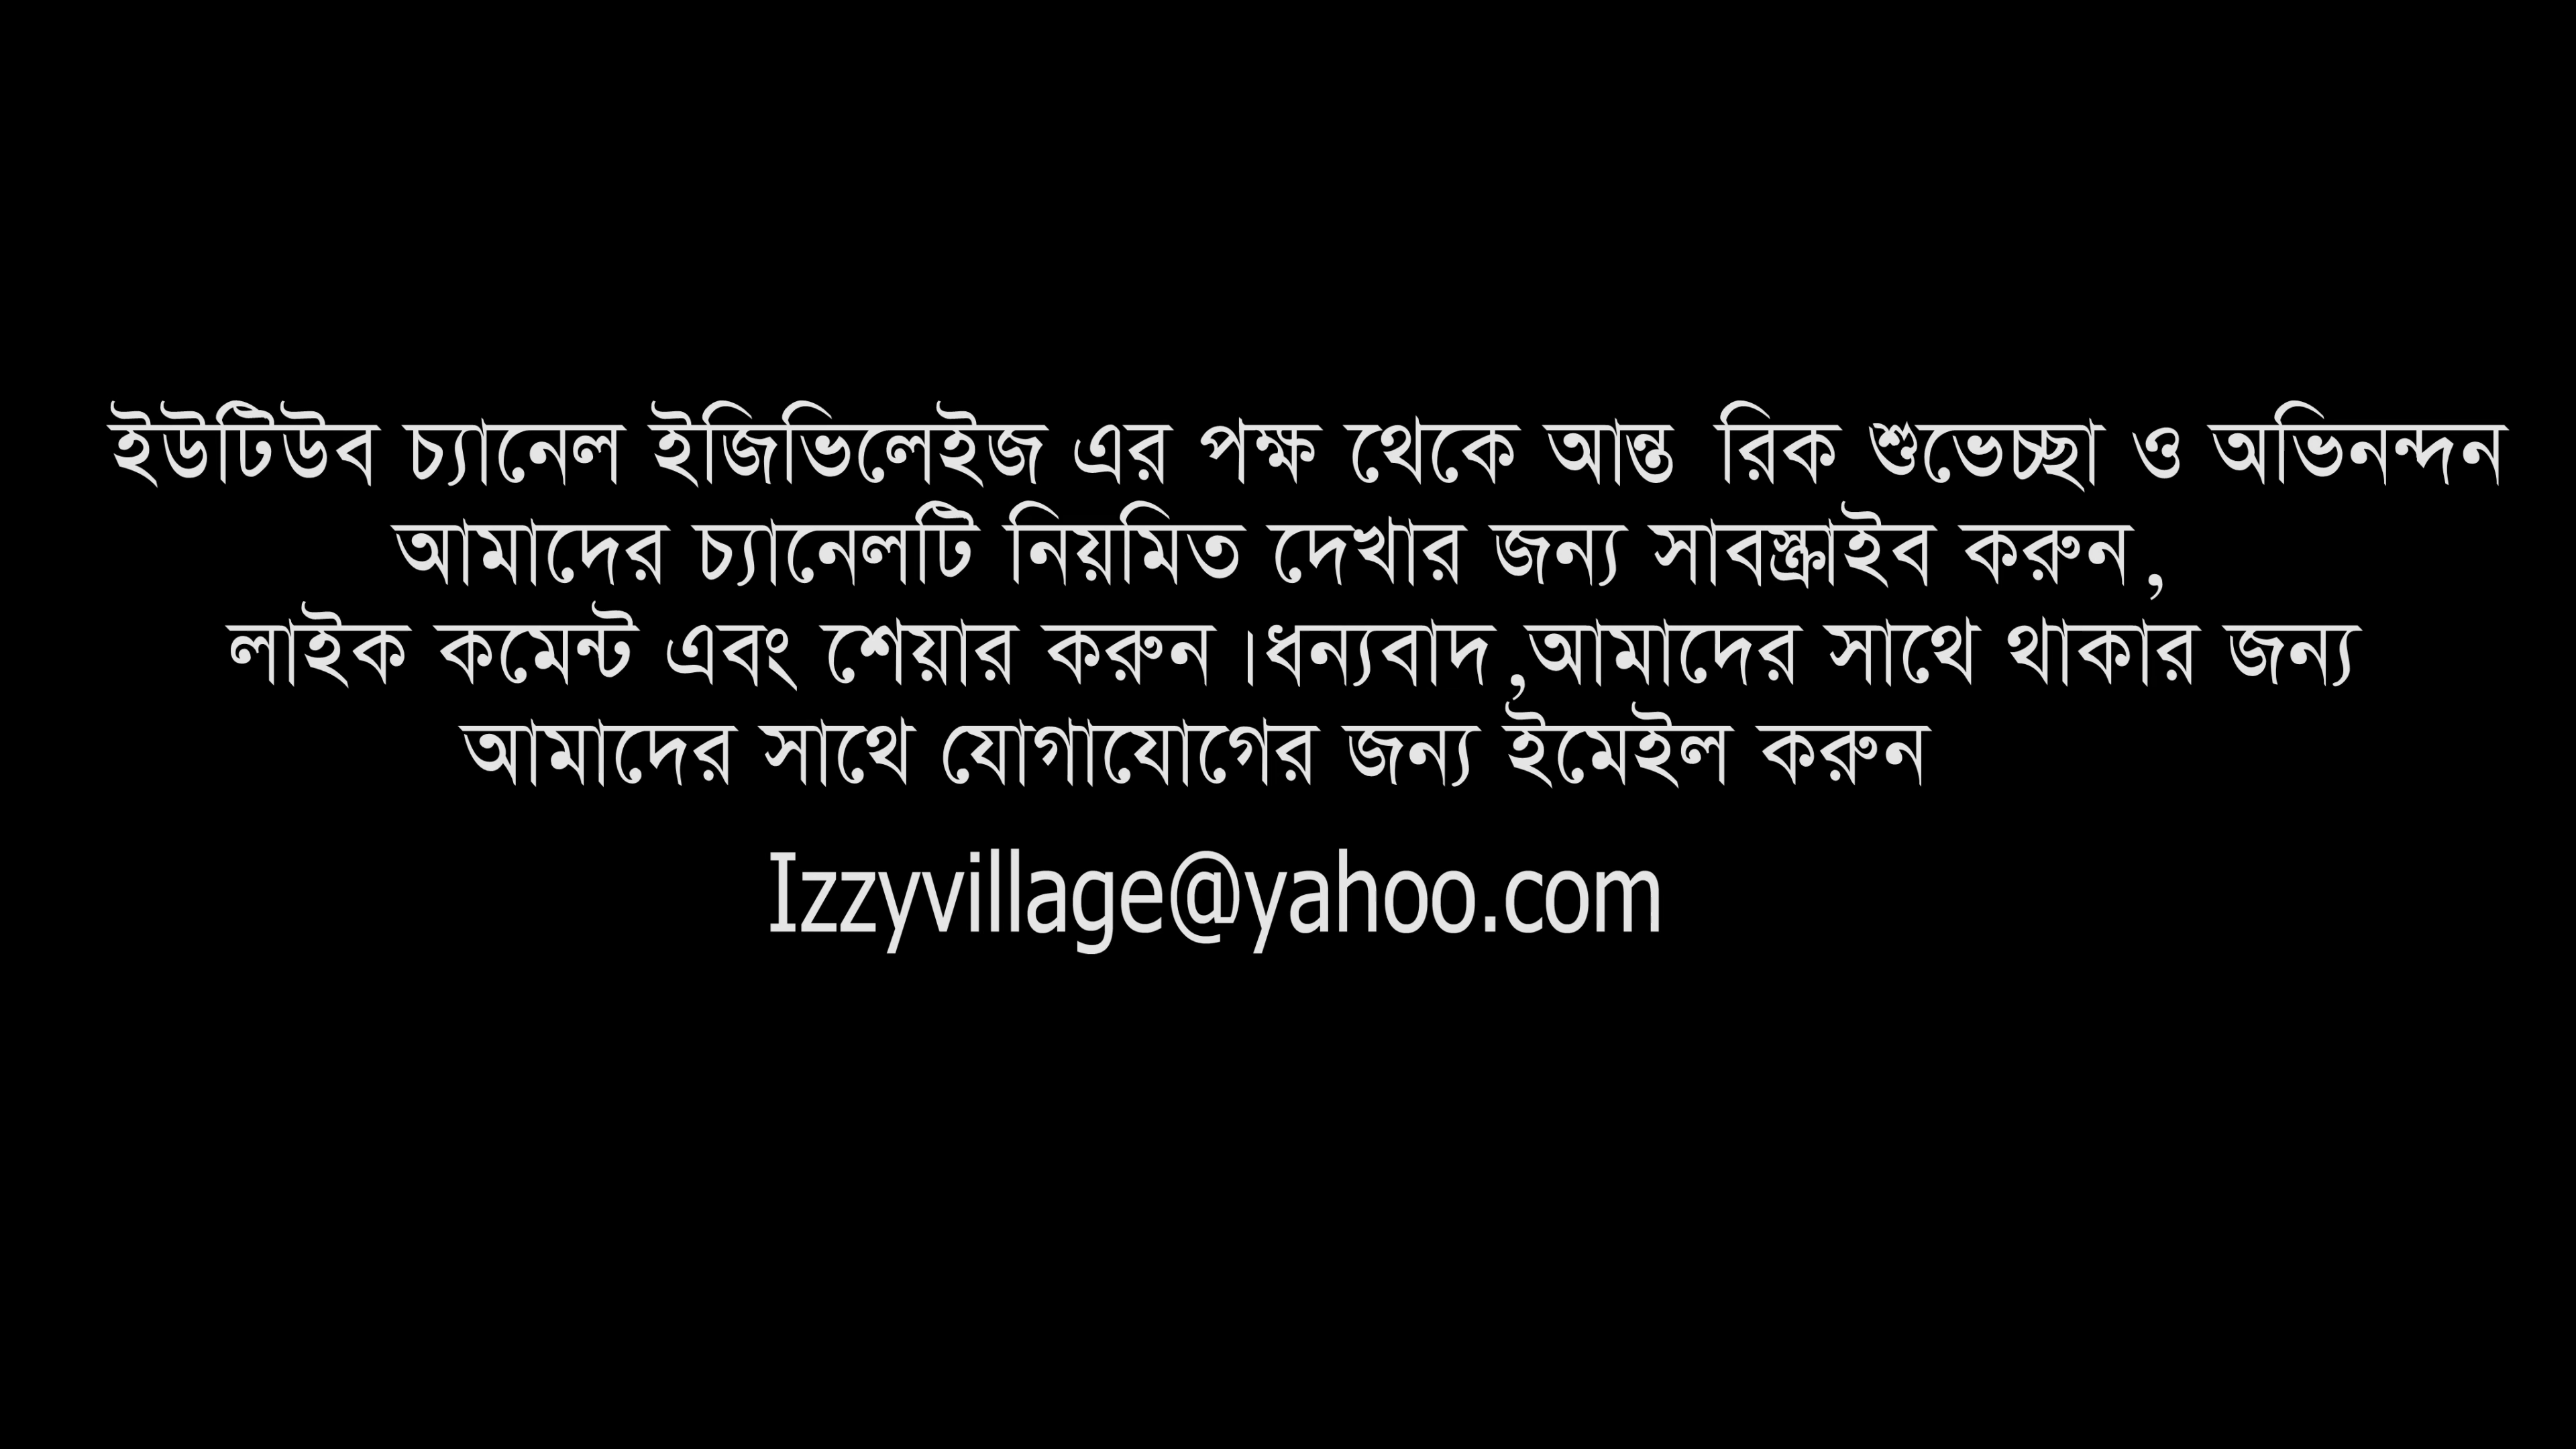 ইউটিউব চ্যানেল ইজিভিলেইজ এর পক্ষ থেকে আন্ত রিক শুভেচ্ছা ও অভিনন্দন
আমাদের চ্যানেলটি নিয়মিত দেখার জন্য সাবস্ক্রাইব করুন,
লাইক কমেন্ট এবং শেয়ার করুন।ধন্যবাদ,আমাদের সাথে থাকার জন্য
আমাদের সাথে যোগাযোগের জন্য ইমেইল করুন
Izzyvillage@yahoo.com